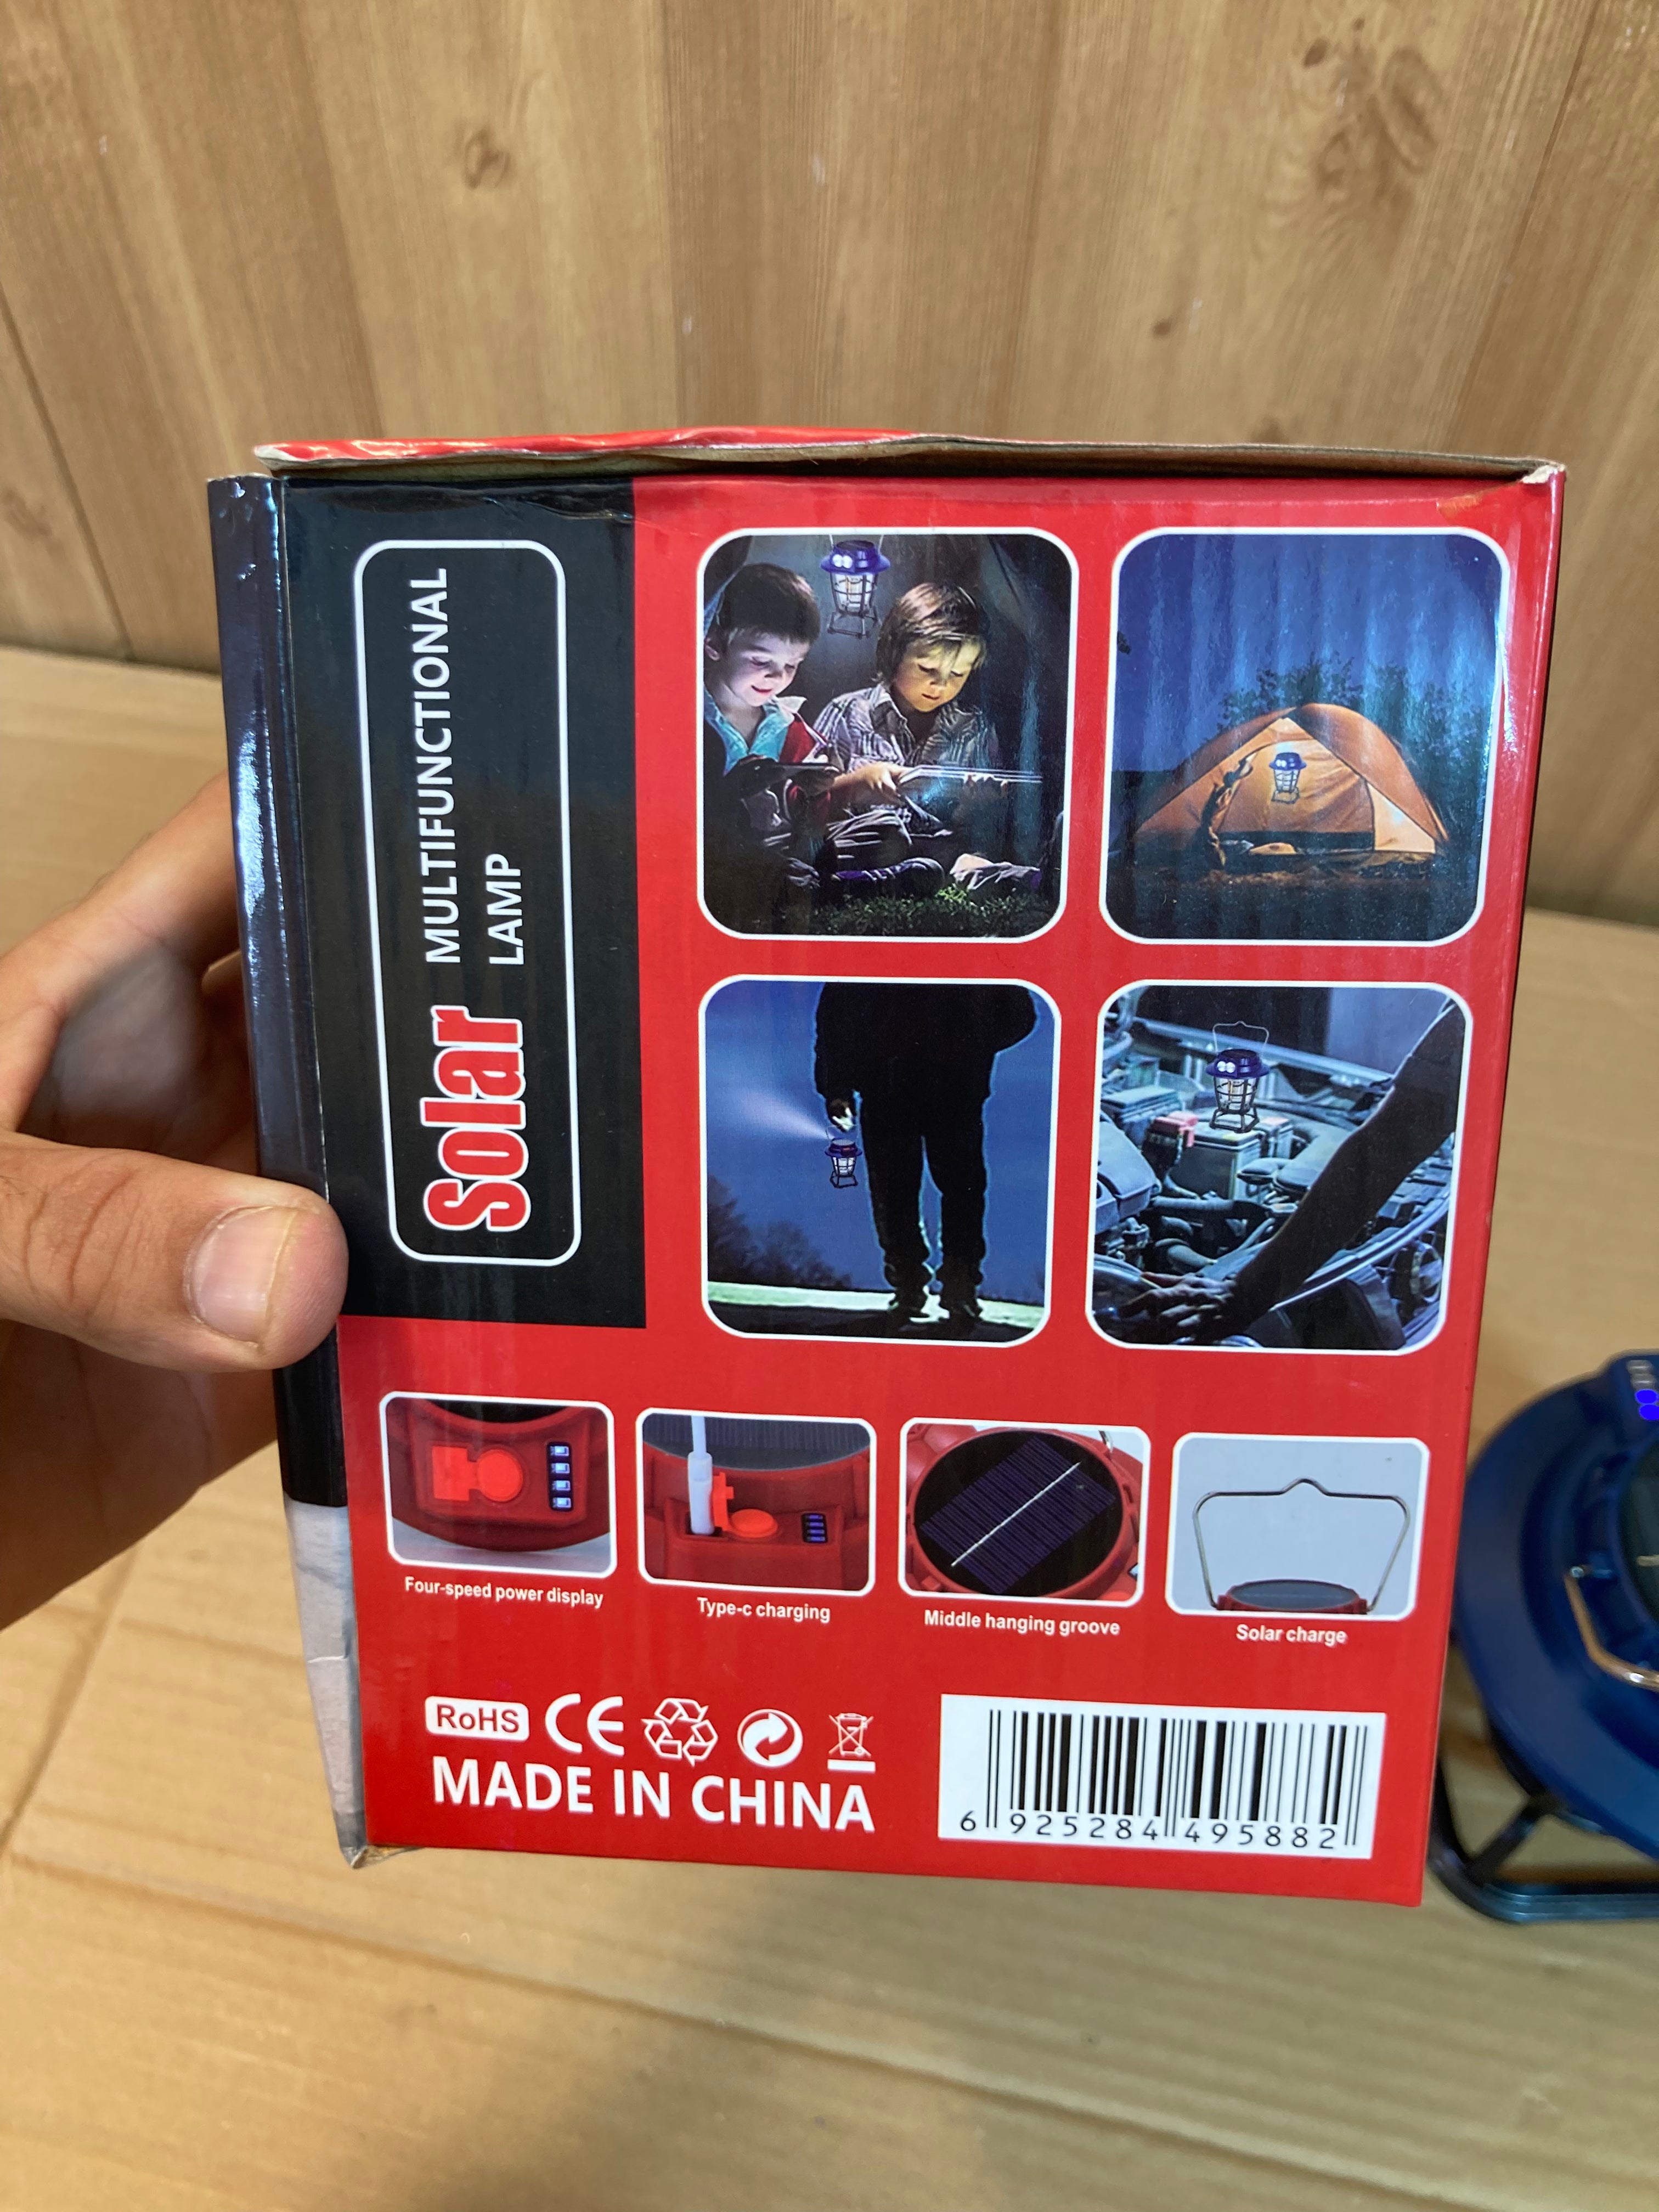 Solar MULTIFUNCTIONAL
LAMP
Four-speed power display
Type-c charging
Middle hanging groove
Solar charge
RoHS CE
MADE IN CHINA
6 925284 495882